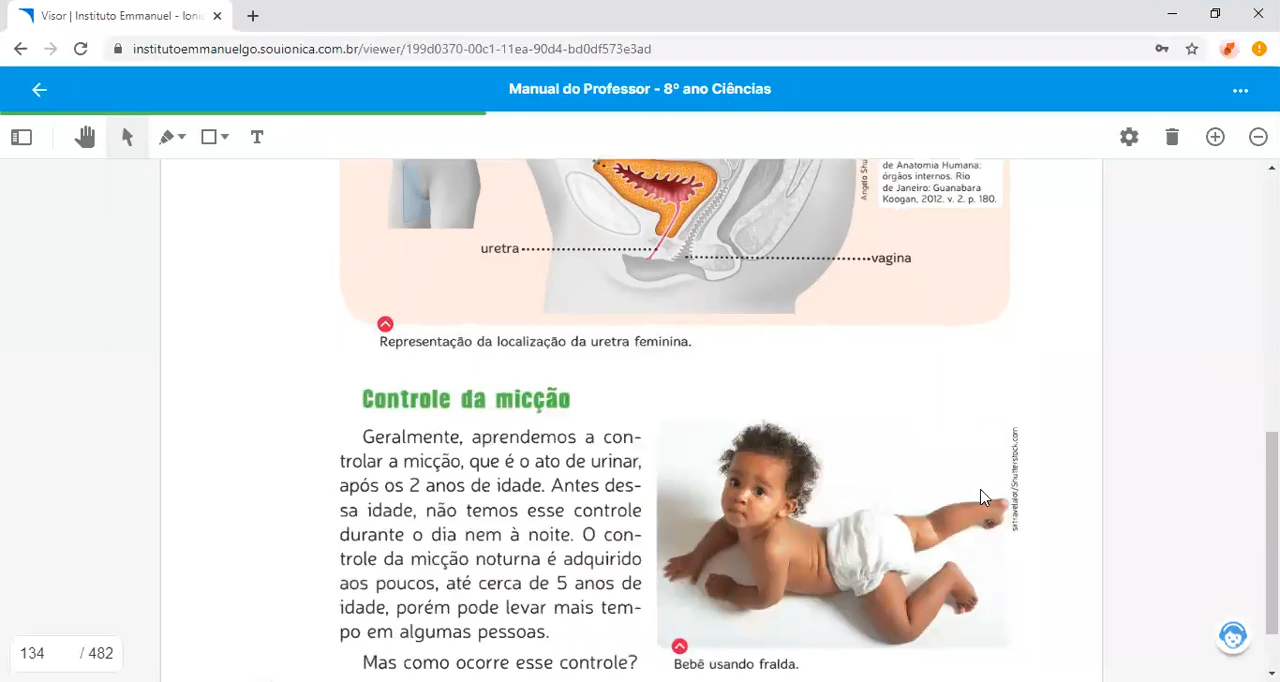 Visor | Instituto Emmanuel - Ioni
institutoemmanuelgo.souionica.com.br/viewer/199d0370-00c1-11ea-90d4-bd0df573e3ad
Manual do Professor - 8º ano Ciências
T
de Anatomia Humana:
órgãos internos. Rio
de Janeiro: Guanabara
Koogan, 2012. v. 2. p. 180.
Angelo Shu
uretra
vagina
Representação da localização da uretra feminina.
Controle da micção
Geralmente, aprendemos a con-
trolar a micção, que é o ato de urinar,
após os 2 anos de idade. Antes des-
sa idade, não temos esse controle
durante o dia nem à noite. O con-
trole da micção noturna é adquirido
aos poucos, até cerca de 5 anos de
idade, porém pode levar mais tem-
po em algumas pessoas.
Mas como ocorre esse controle?
Bebê usando fralda.
134 / 482